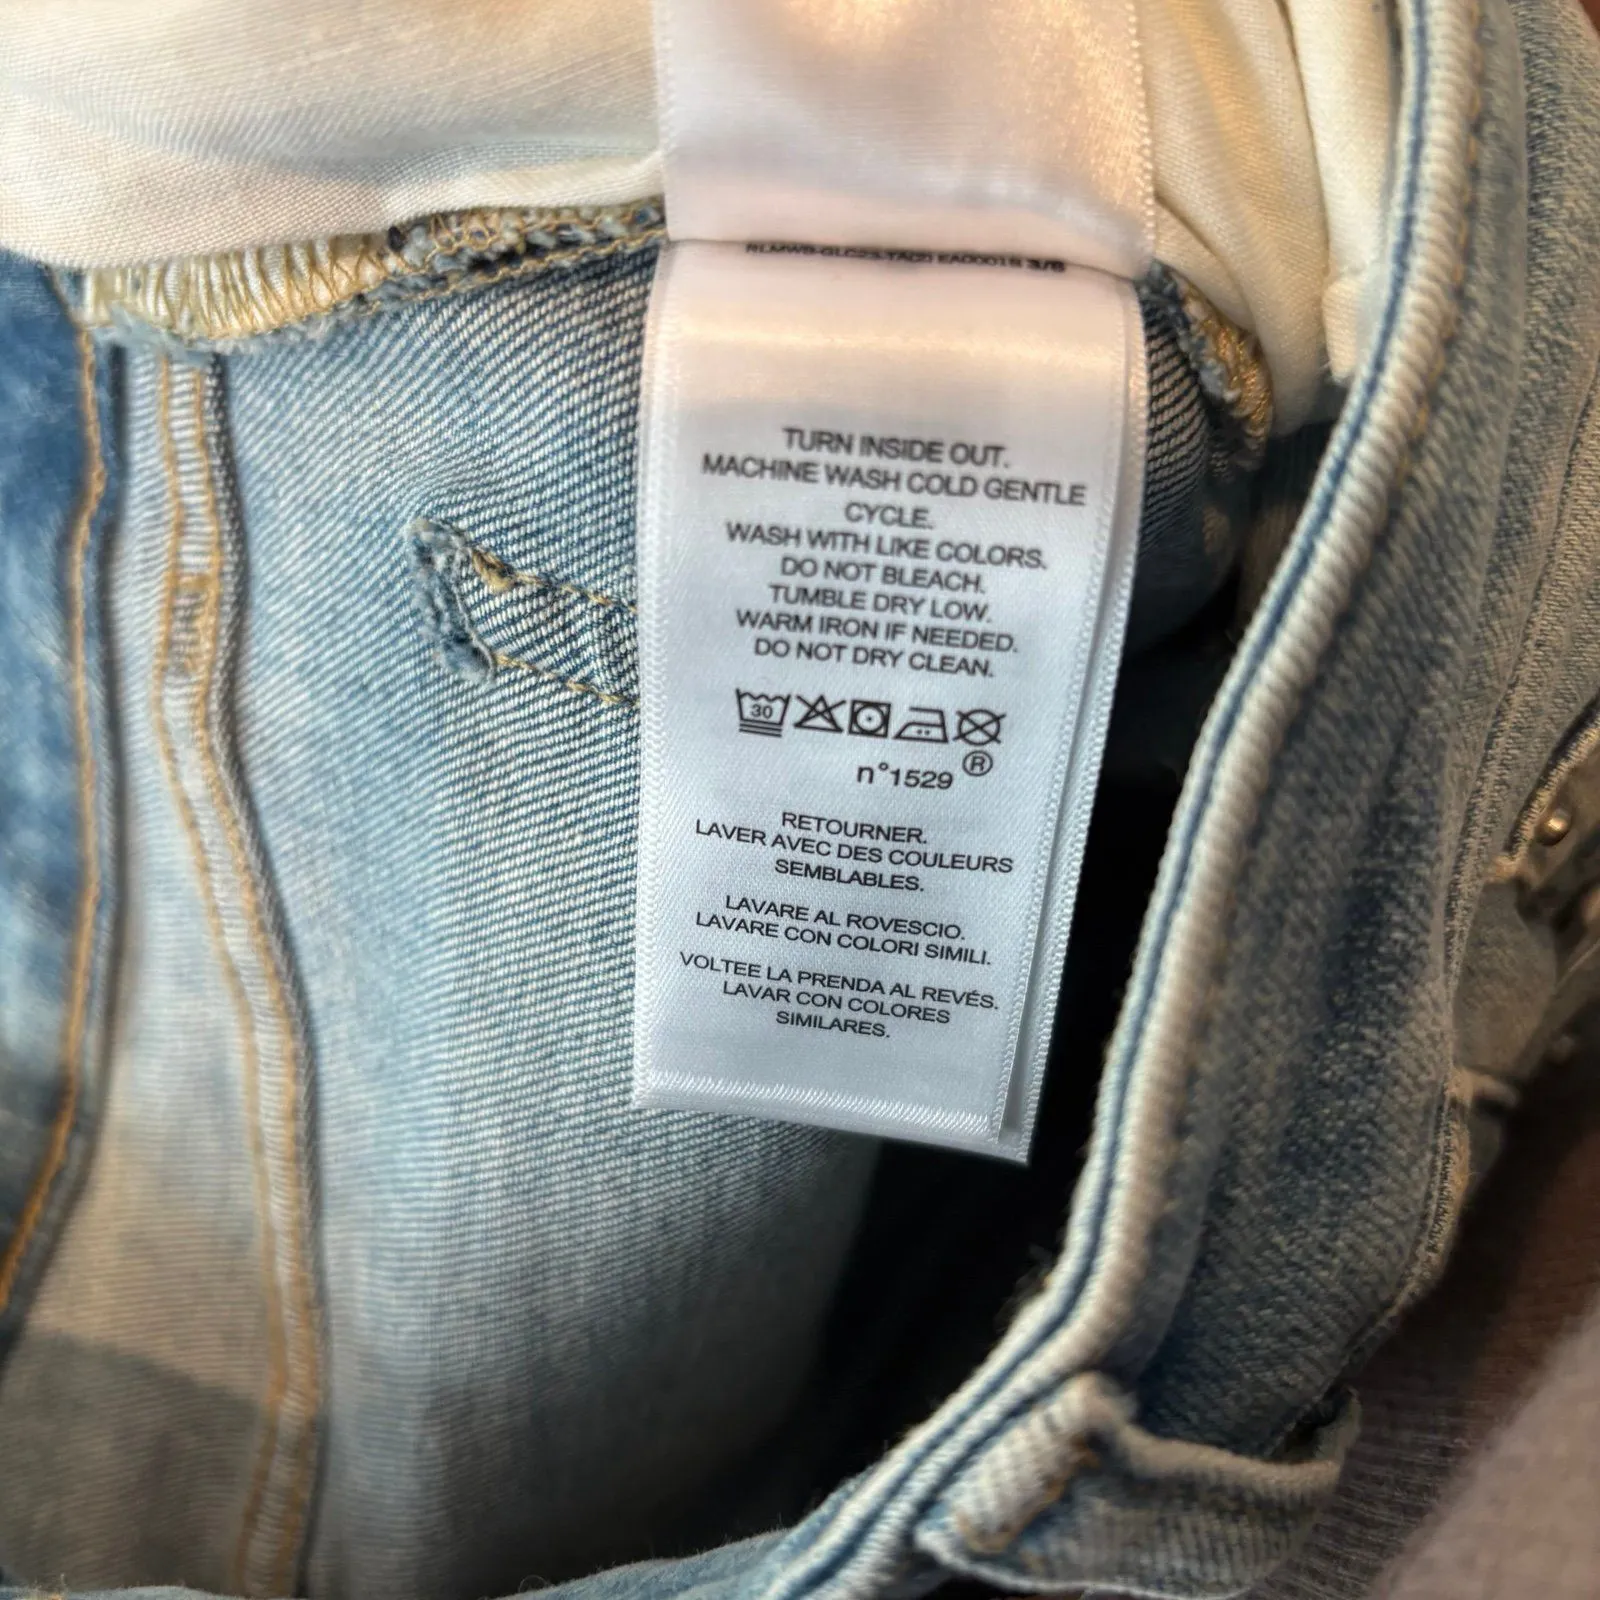 TURN INSIDE OUT.
MACHINE WASH COLD GENTLE
CYCLE.
WASH WITH LIKE COLORS.
DO NOT BLEACH.
TUMBLE DRY LOW.
WARM IRON IF NEEDED.
DO NOT DRY CLEAN.
30
®
n°1529
RETOURNER.
LAVER AVEC DES COULEURS
SEMBLABLES.
LAVARE AL ROVESCIO.
LAVARE CON COLORI SIMILI.
VOLTEE LA PRENDA AL REVÉS.
LAVAR CON COLORES
SIMILARES.